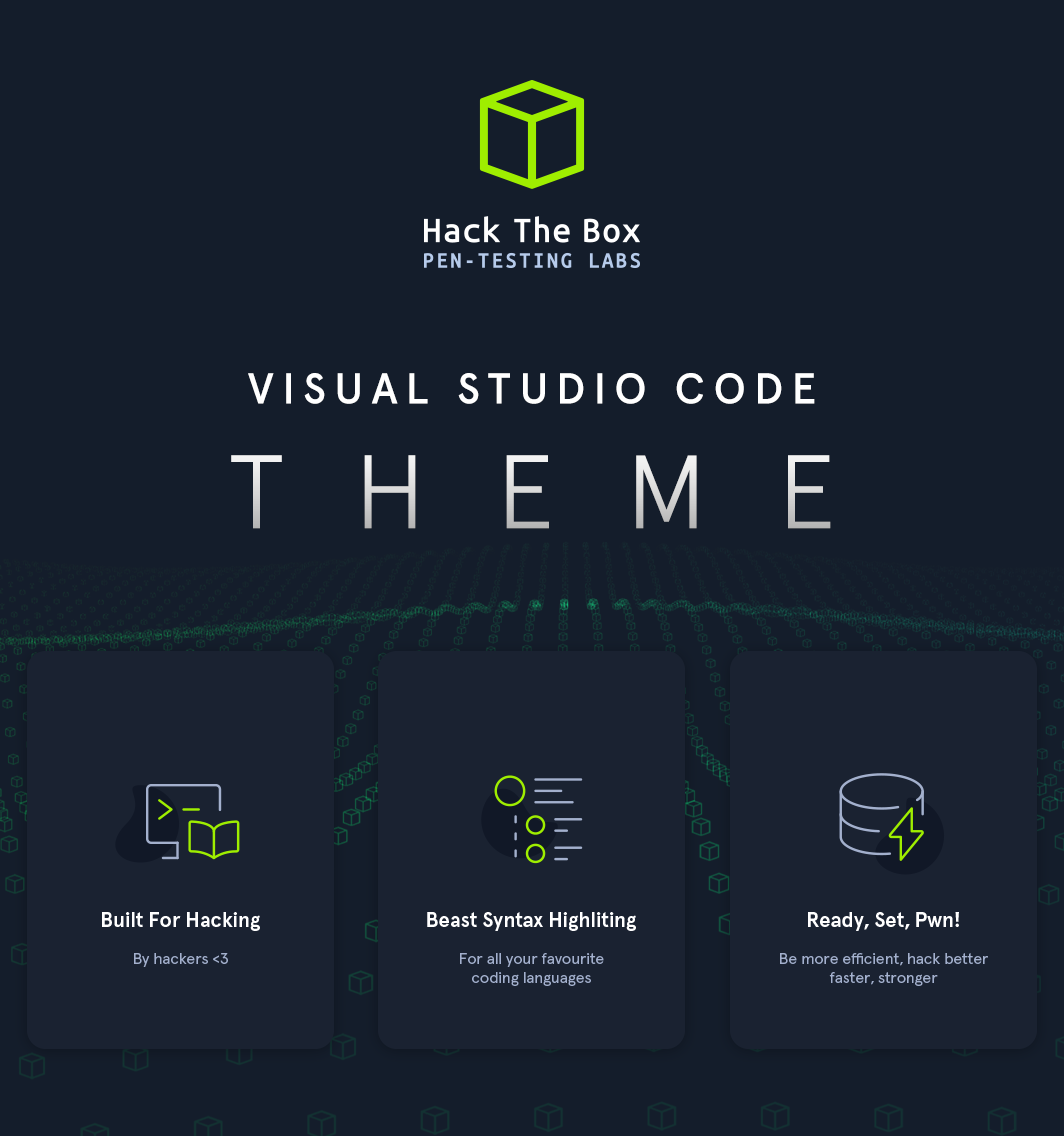 Hack The Box
PEN-TESTING LABS
VISUAL STUDIO CODE
THEME
Built For Hacking
By hackers <3
Beast Syntax Highliting
For all your favourite
coding languages
Ready, Set, Pwn!
Be more efficient, hack better
faster, stronger